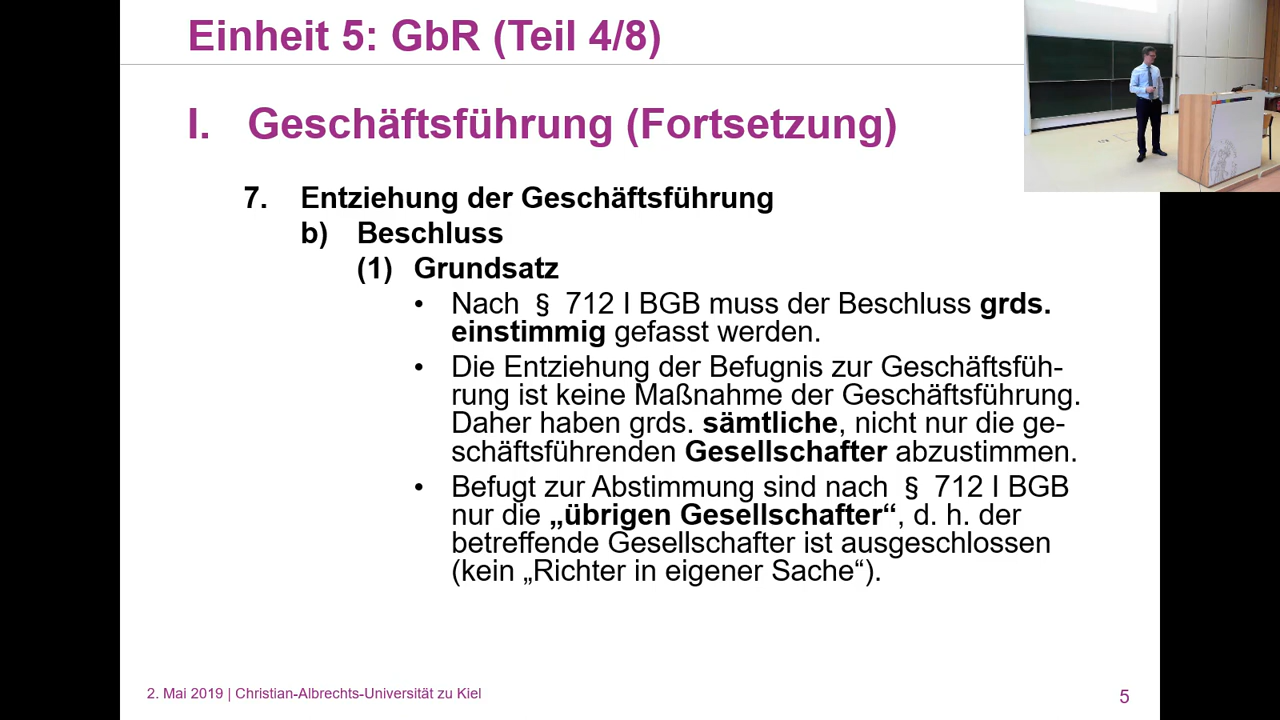 Einheit 5: GbR (Teil 4/8)
I. Geschäftsführung (Fortsetzung)
7. Entziehung der Geschäftsführung
b) Beschluss
(1) Grundsatz
• Nach § 712 I BGB muss der Beschluss grds.
einstimmig gefasst werden.
• Die Entziehung der Befugnis zur Geschäftsfüh-
rung ist keine Maßnahme der Geschäftsführung.
Daher haben grds. sämtliche, nicht nur die ge-
schäftsführenden Gesellschafter abzustimmen.
• Befugt zur Abstimmung sind nach § 712 I BGB
nur die „übrigen Gesellschafter“, d. h. der
betreffende Gesellschafter ist ausgeschlossen
(kein „Richter in eigener Sache“).
2. Mai 2019 | Christian-Albrechts-Universität zu Kiel
5